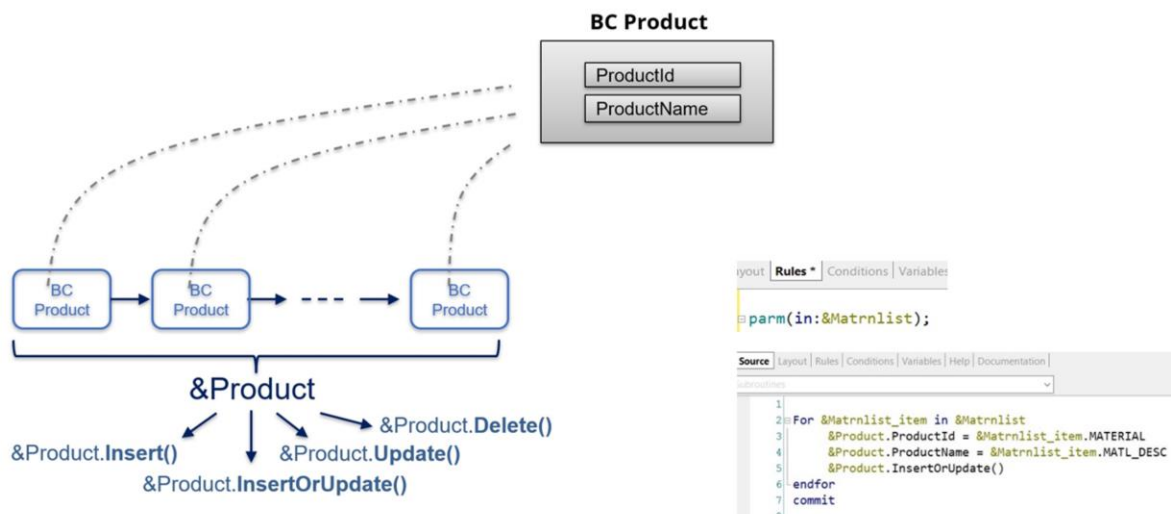 BC Product
ProductId
ProductName
BC
Product
BC
Product
BC
Product
&Product
&Product.Delete()
&Product.Insert()
&Product.Update()
&Product.InsertOrUpdate()
yout Rules * Conditions Variables
parm(in:&Matrnlist);
Source Layout Rules Conditions Variables Help Documentation
Subroutines
1
2 For &Matrnlist_item in &Matrnlist
3 &Product.ProductId = &Matrnlist_item.MATERIAL
4 &Product.ProductName = &Matrnlist_item.MATL_DESC
5 &Product.InsertOrUpdate()
6 endfor
7 commit